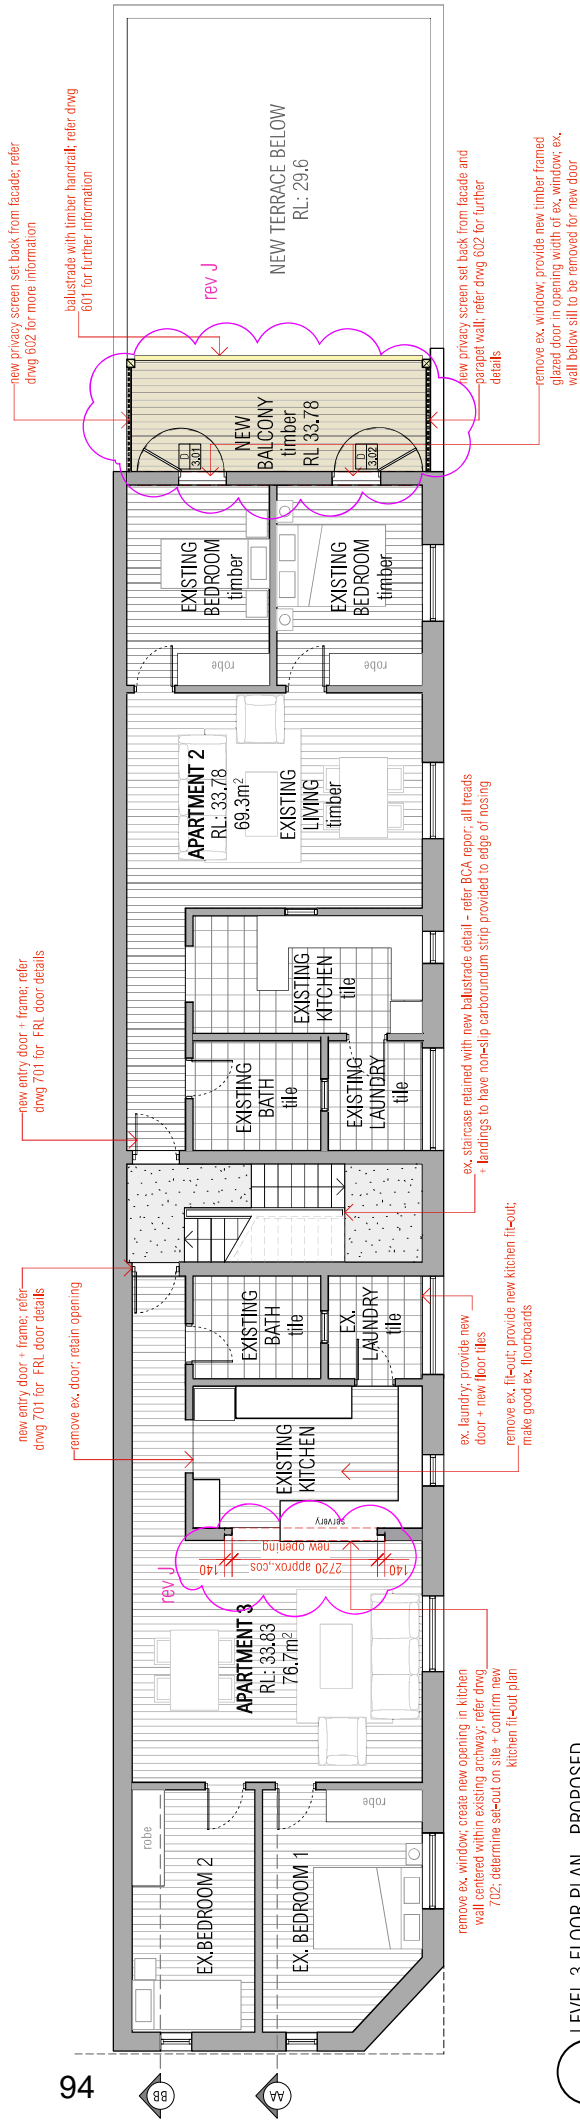 new privacy screen set back from facade; refer
drwg 602 for more information
balustrade with timber handrail; refer drwg
601 for further information
new entry door + frame; refer
drwg 701 for FRL door details
new entry door + frame; refer
drwg 701 for FRL door details
remove ex. door; retain opening
NEW TERRACE BELOW
RL: 29.6
rev J
NEW
BALCONY
timber
RL 33.78
D
3.01
D
3.02
EXISTING
BEDROOM
timber
robe
EXISTING
BEDROOM
timber
robe
APARTMENT 2
RL: 33.78
69.3m²
EXISTING
LIVING
timber
EXISTING
KITCHEN
tile
EXISTING
BATH
tile
EXISTING
LAUNDRY
tile
EXISTING
BATH
tile
EX.
LAUNDRY
tile
EXISTING
KITCHEN
servery
new opening
2720 approx.,cos
140
140
rev J
APARTMENT 3
RL: 33.83
76.7m²
robe
EX.BEDROOM 2
robe
EX. BEDROOM 1
BB
AA
94
new privacy screen set back from facade and
parapet wall; refer drwg 602 for further
details
remove ex. window; provide new timber framed
glazed door in opening width of ex. window; ex.
wall below sill to be removed for new door
ex. staircase retained with new balustrade detail - refer BCA repor; all treads
+ landings to have non-slip carborundum strip provided to edge of nosing
ex. laundry; provide new
door + new floor tiles
remove ex. fit-out; provide new kitchen fit-out;
make good ex. floorboards
remove ex. window; create new opening in kitchen
wall centered within existing archway; refer drwg
702; determine set-out on site + confirm new
kitchen fit-out plan
LEVEL 3 FLOOR PLAN - PROPOSED